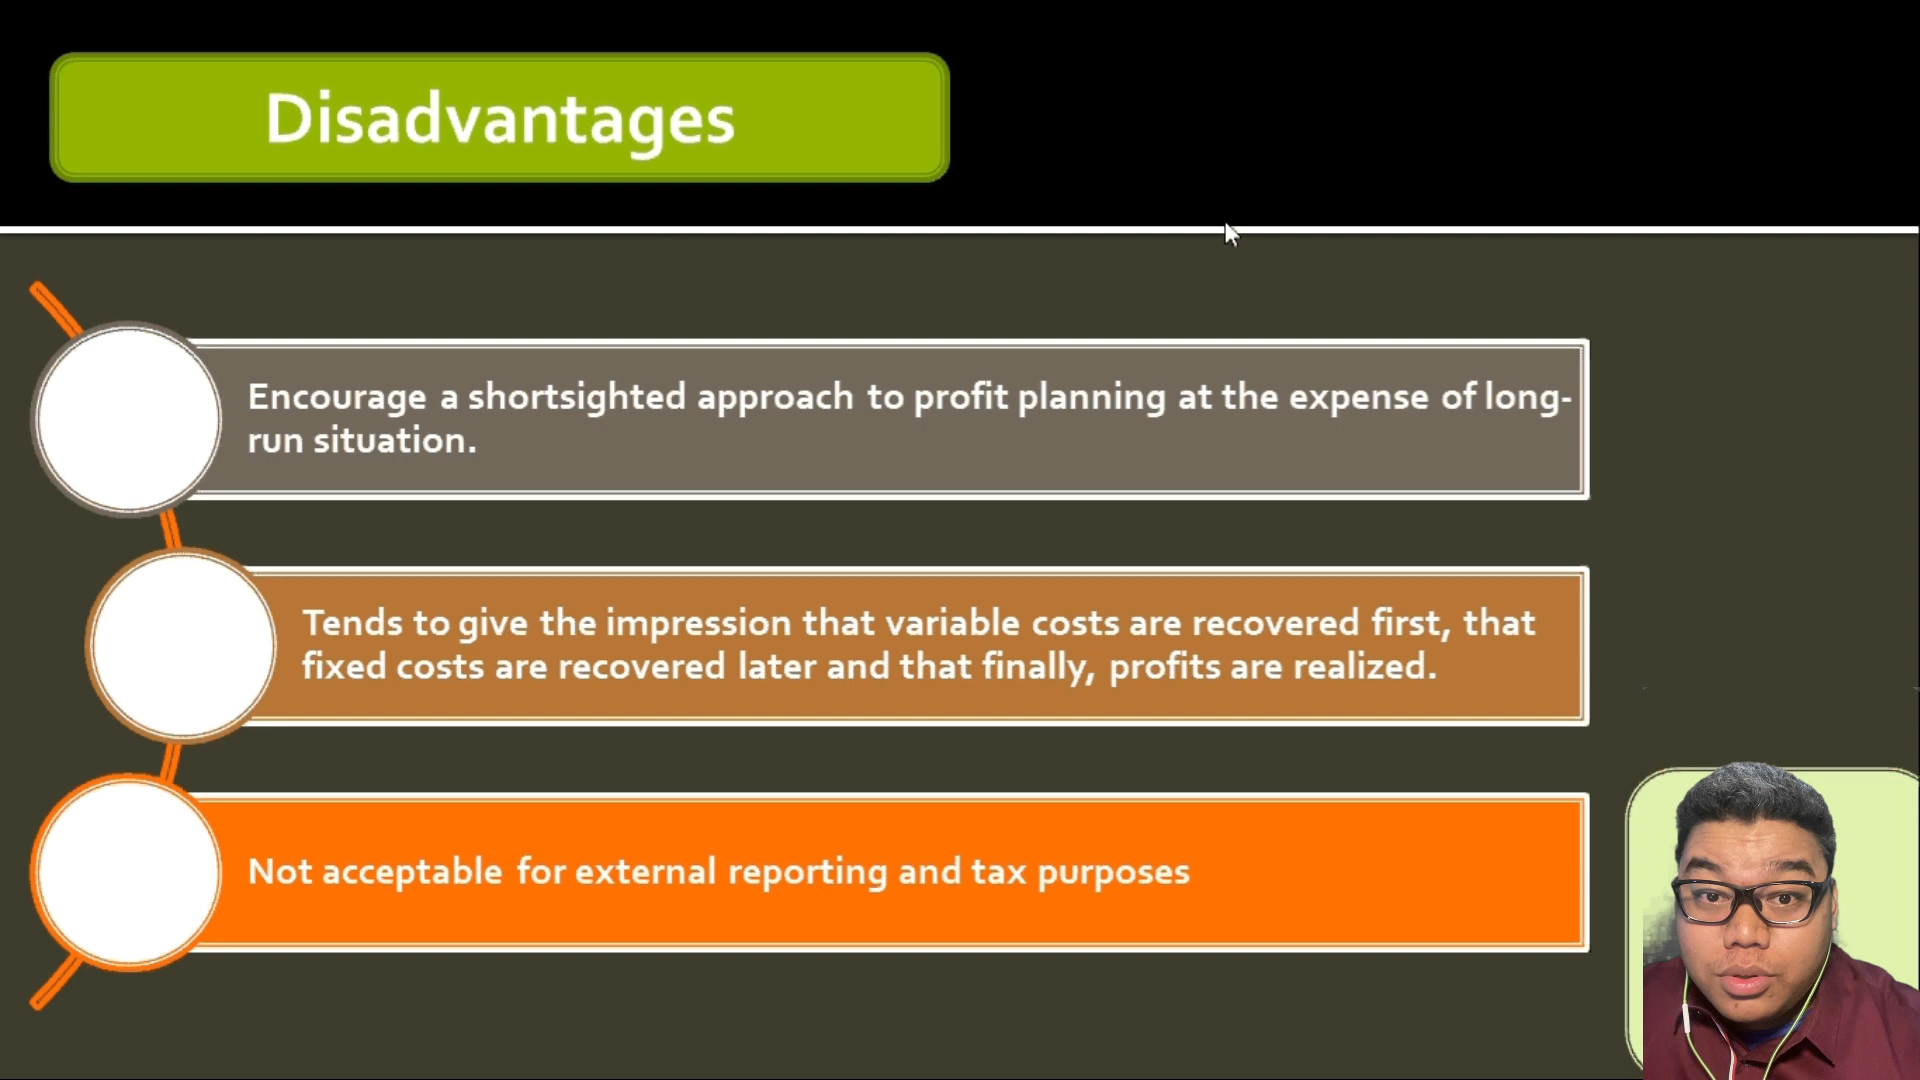 Disadvantages
Encourage a shortsighted approach to profit planning at the expense of long-
run situation.
Tends to give the impression that variable costs are recovered first, that
fixed costs are recovered later and that finally, profits are realized.
Not acceptable for external reporting and tax purposes